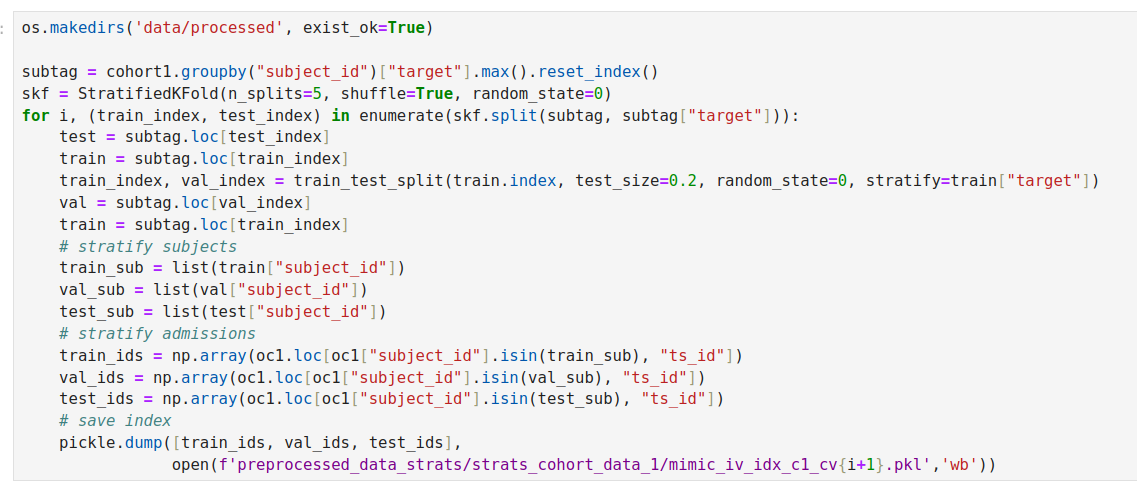 :
os.makedirs('data/processed', exist_ok=True)

subtag = cohort1.groupby("subject_id")["target"].max().reset_index()
skf = StratifiedKFold(n_splits=5, shuffle=True, random_state=0)
for i, (train_index, test_index) in enumerate(skf.split(subtag, subtag["target"])):
    test = subtag.loc[test_index]
    train = subtag.loc[train_index]
    train_index, val_index = train_test_split(train.index, test_size=0.2, random_state=0, stratify=train["target"])
    val = subtag.loc[val_index]
    train = subtag.loc[train_index]
    # stratify subjects
    train_sub = list(train["subject_id"])
    val_sub = list(val["subject_id"])
    test_sub = list(test["subject_id"])
    # stratify admissions
    train_ids = np.array(oc1.loc[oc1["subject_id"].isin(train_sub), "ts_id"])
    val_ids = np.array(oc1.loc[oc1["subject_id"].isin(val_sub), "ts_id"])
    test_ids = np.array(oc1.loc[oc1["subject_id"].isin(test_sub), "ts_id"])
    # save index
    pickle.dump([train_ids, val_ids, test_ids],
                open(f'preprocessed_data_strats/strats_cohort_data_1/mimic_iv_idx_c1_cv{i+1}.pkl','wb'))